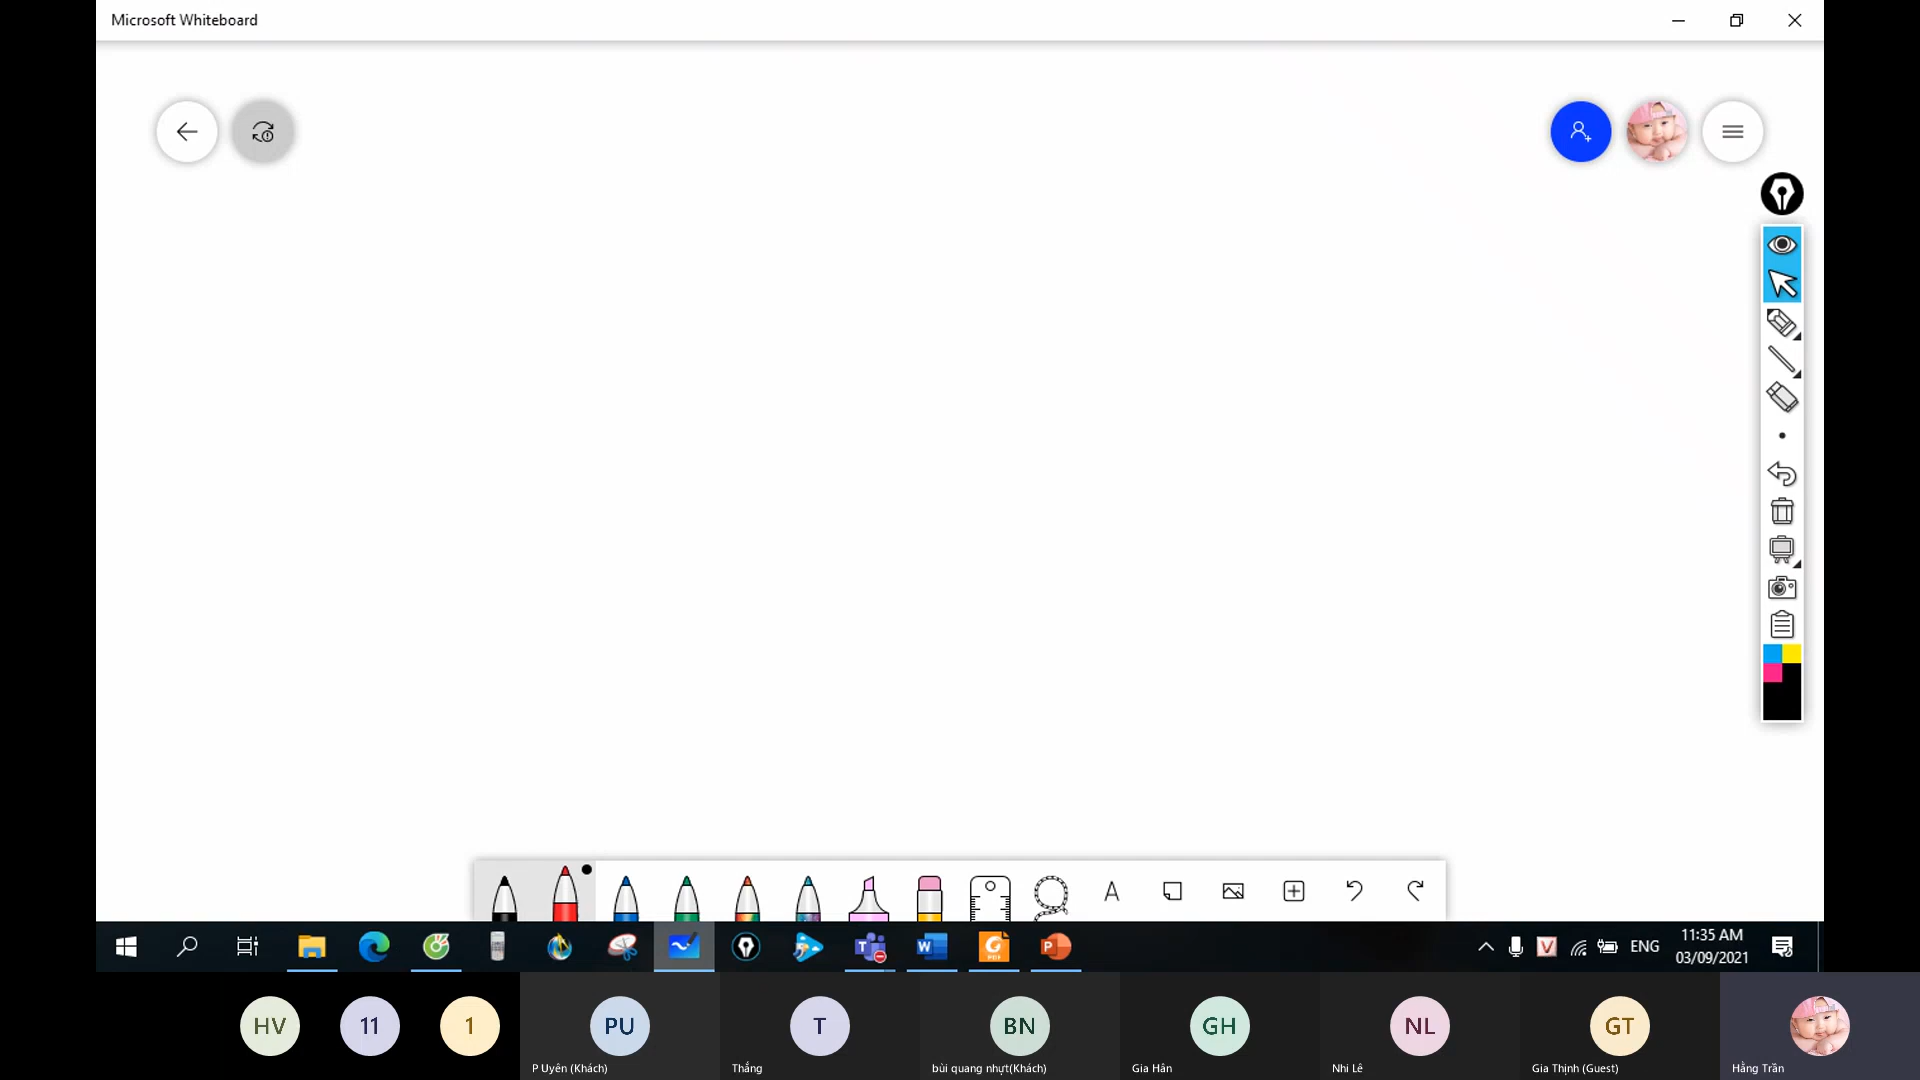 Microsoft Whiteboard
A
ENG
11:35 AM
03/09/2021
HV
11
1
PU
P Uyên (Khách)
T
Thắng
BN
bùi quang nhựt(Khách)
GH
Gia Hân
NL
Nhi Lê
GT
Gia Thịnh (Guest)
Hằng Trần